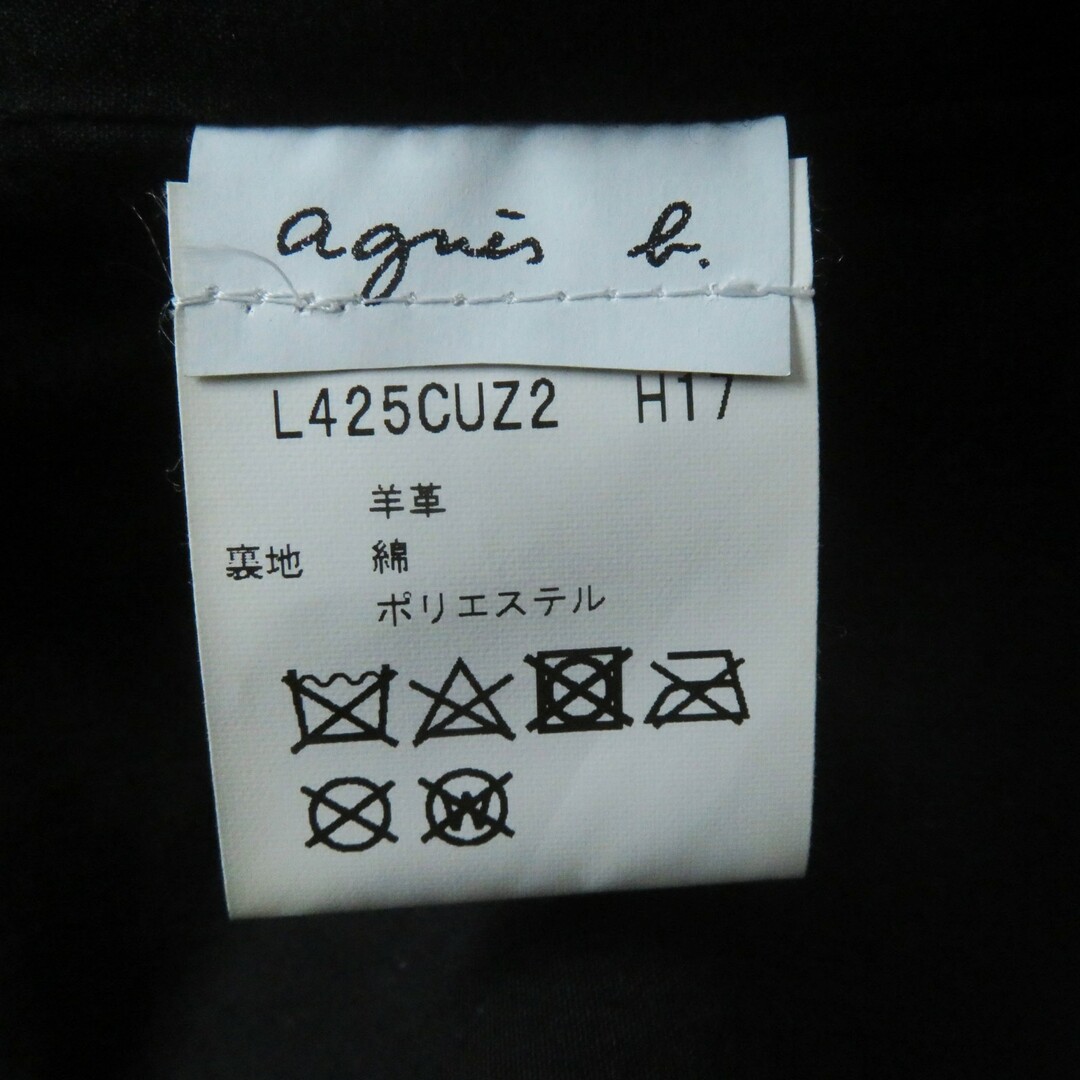 agnès b.
L425CUZ2 H17
羊革
裏地 綿
ポリエステル
W